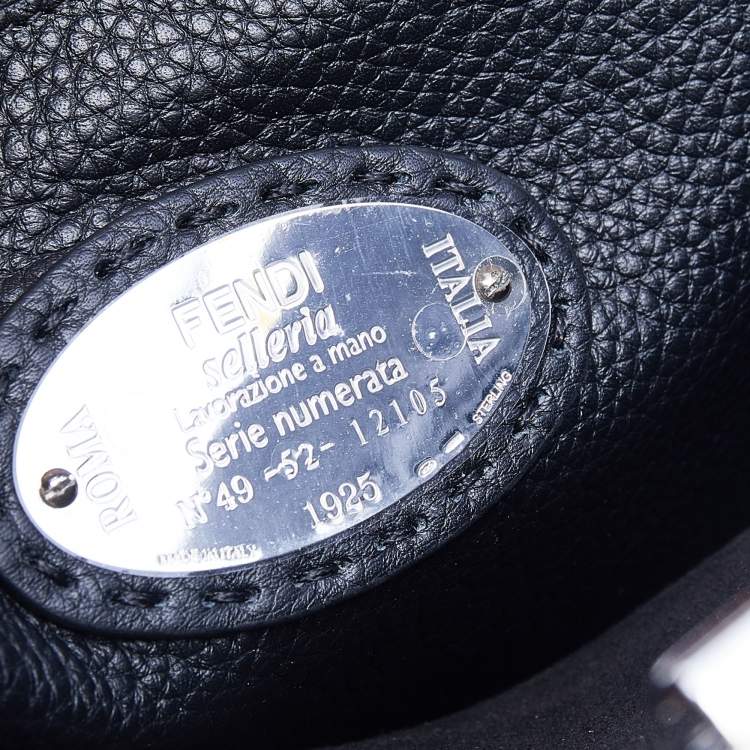 FENDI
selleria
Lavorazione a mano
Serie numerata
N° 49 -52- 12105
1925
ROMA
ITALIA
STERLING
MADE IN ITALY